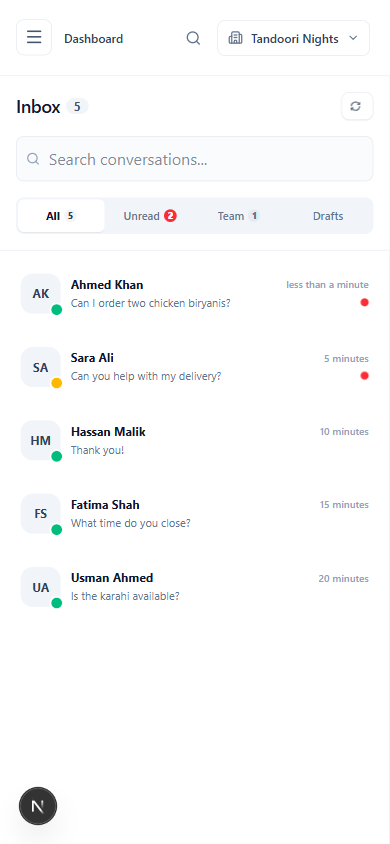 Dashboard
Tandoori Nights
Inbox 5
Search conversations...
All 5 Unread 2 Team 1 Drafts
AK
Ahmed Khan
less than a minute
Can I order two chicken biryanis?
SA
Sara Ali
5 minutes
Can you help with my delivery?
HM
Hassan Malik
10 minutes
Thank you!
FS
Fatima Shah
15 minutes
What time do you close?
UA
Usman Ahmed
20 minutes
Is the karahi available?
N